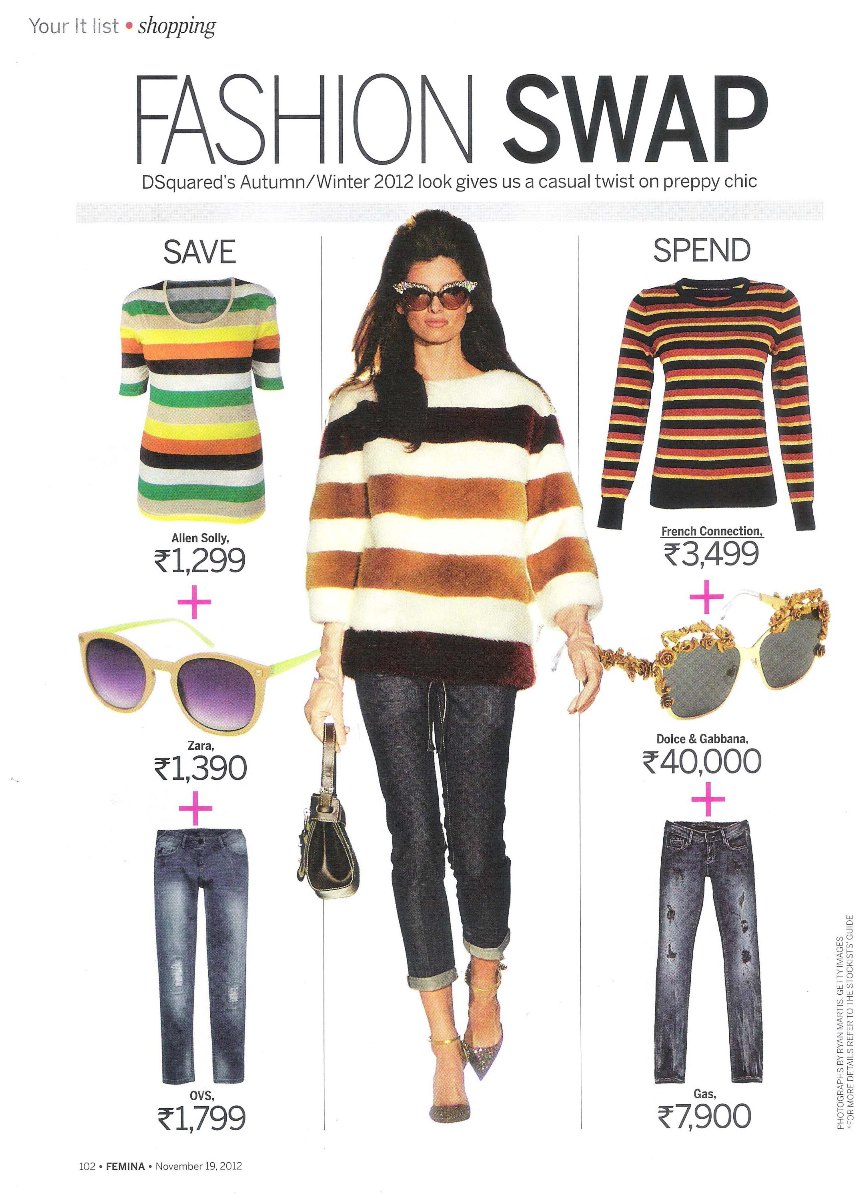 Your It list • shopping
FASHION SWAP
DSquared's Autumn/Winter 2012 look gives us a casual twist on preppy chic
SAVE
Allen Solly,
₹1,299
+
Zara,
₹1,390
+
OVS,
₹1,799
SPEND
French Connection,
₹3,499
+
Dolce & Gabbana,
₹40,000
+
Gas,
₹7,900
PHOTOGRAPHS BY RYAN MARTIS, GETTY IMAGES
*FOR MORE DETAILS REFER TO THE STOCKISTS' GUIDE
102 • FEMINA • November 19, 2012